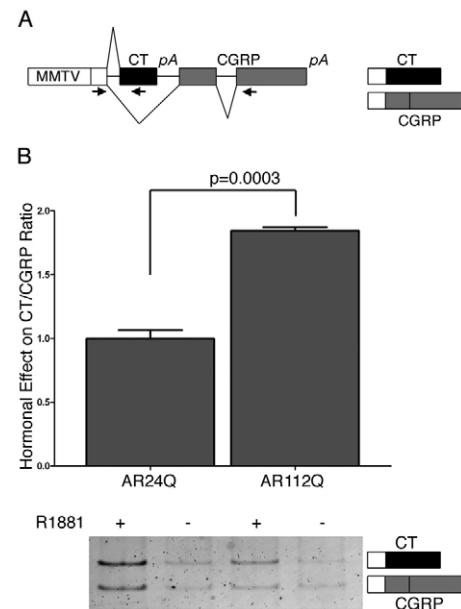 A
CT pA CGRP pA
MMTV
CT
CGRP
B
p=0.0003
Hormonal Effect on CT/CGRP Ratio
2.0
1.5
1.0
0.5
0.0
AR24Q AR112Q
R1881 + - + -
CT
CGRP